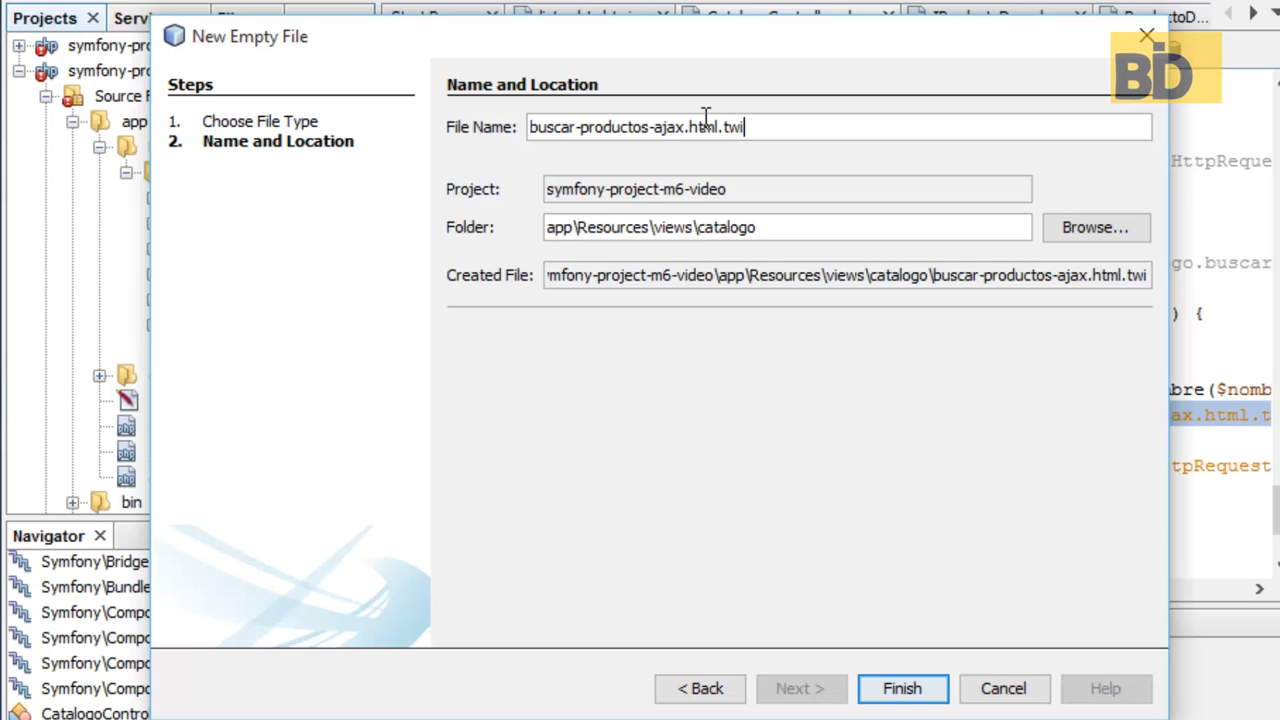 Projects
New Empty File
BiD
Steps
Name and Location
1. Choose File Type
2. Name and Location
File Name: buscar-productos-ajax.html.twi
Project: symfony-project-m6-video
Folder: app\Resources\views\catalogo
Browse...
Created File: 'mfony-project-m6-video\app\Resources\views\catalogo\buscar-productos-ajax.html.twi
symfony-pro
symfony-pro
Source F
app
bin
HttpReque
go.buscar
) {
bre($nomb
ax.html.t
tpRequest
Navigator
Symfony\Bridge
Symfony\Bundle
Symfony\Compo
Symfony\Compo
Symfony\Compo
Symfony\Compo
CatalogoContro
< Back
Next >
Finish
Cancel
Help